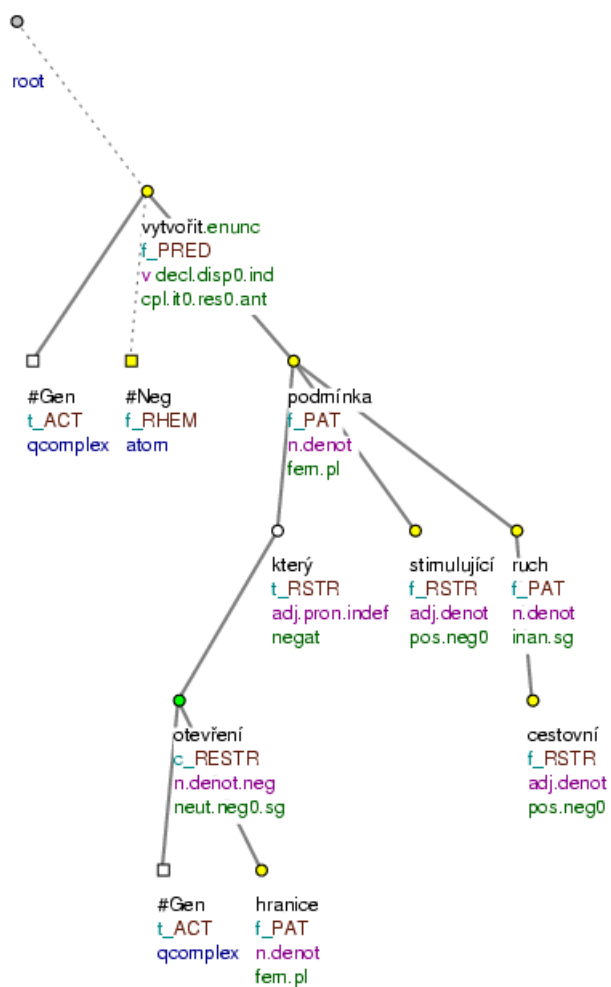 root
vytvořit.enunc
f_PRED
v decl.disp0.ind
cpl.it0.res0.ant
#Gen
t_ACT
qcomplex
#Neg
f_RHEM
atom
podmínka
f_PAT
n.denot
fem.pl
který
t_RSTR
adj.pron.indef
negat
stimulující
f_RSTR
adj.denot
pos.neg0
ruch
f_PAT
n.denot
inan.sg
otevření
c_RESTR
n.denot.neg
neut.neg0.sg
cestovní
f_RSTR
adj.denot
pos.neg0
#Gen
t_ACT
qcomplex
hranice
f_PAT
n.denot
fem.pl